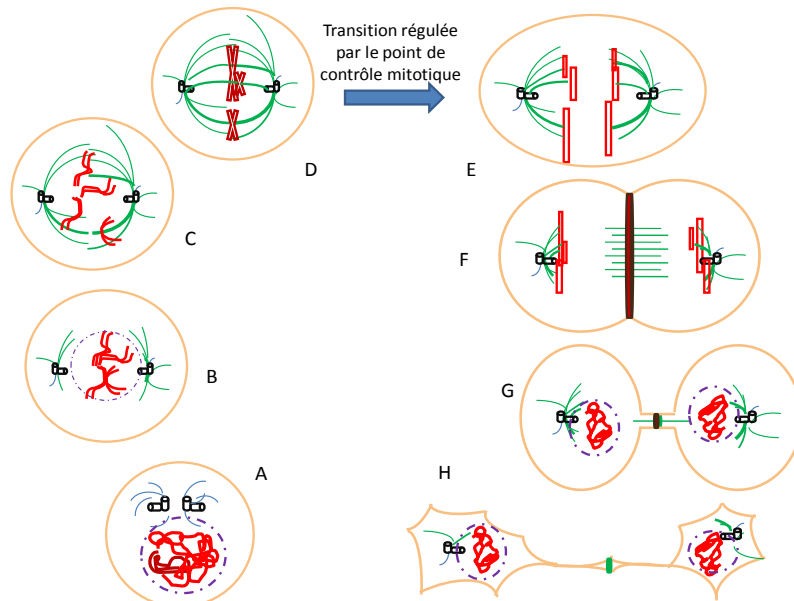 Transition régulée
par le point de
contrôle mitotique
D
E
C
F
B
G
A
H